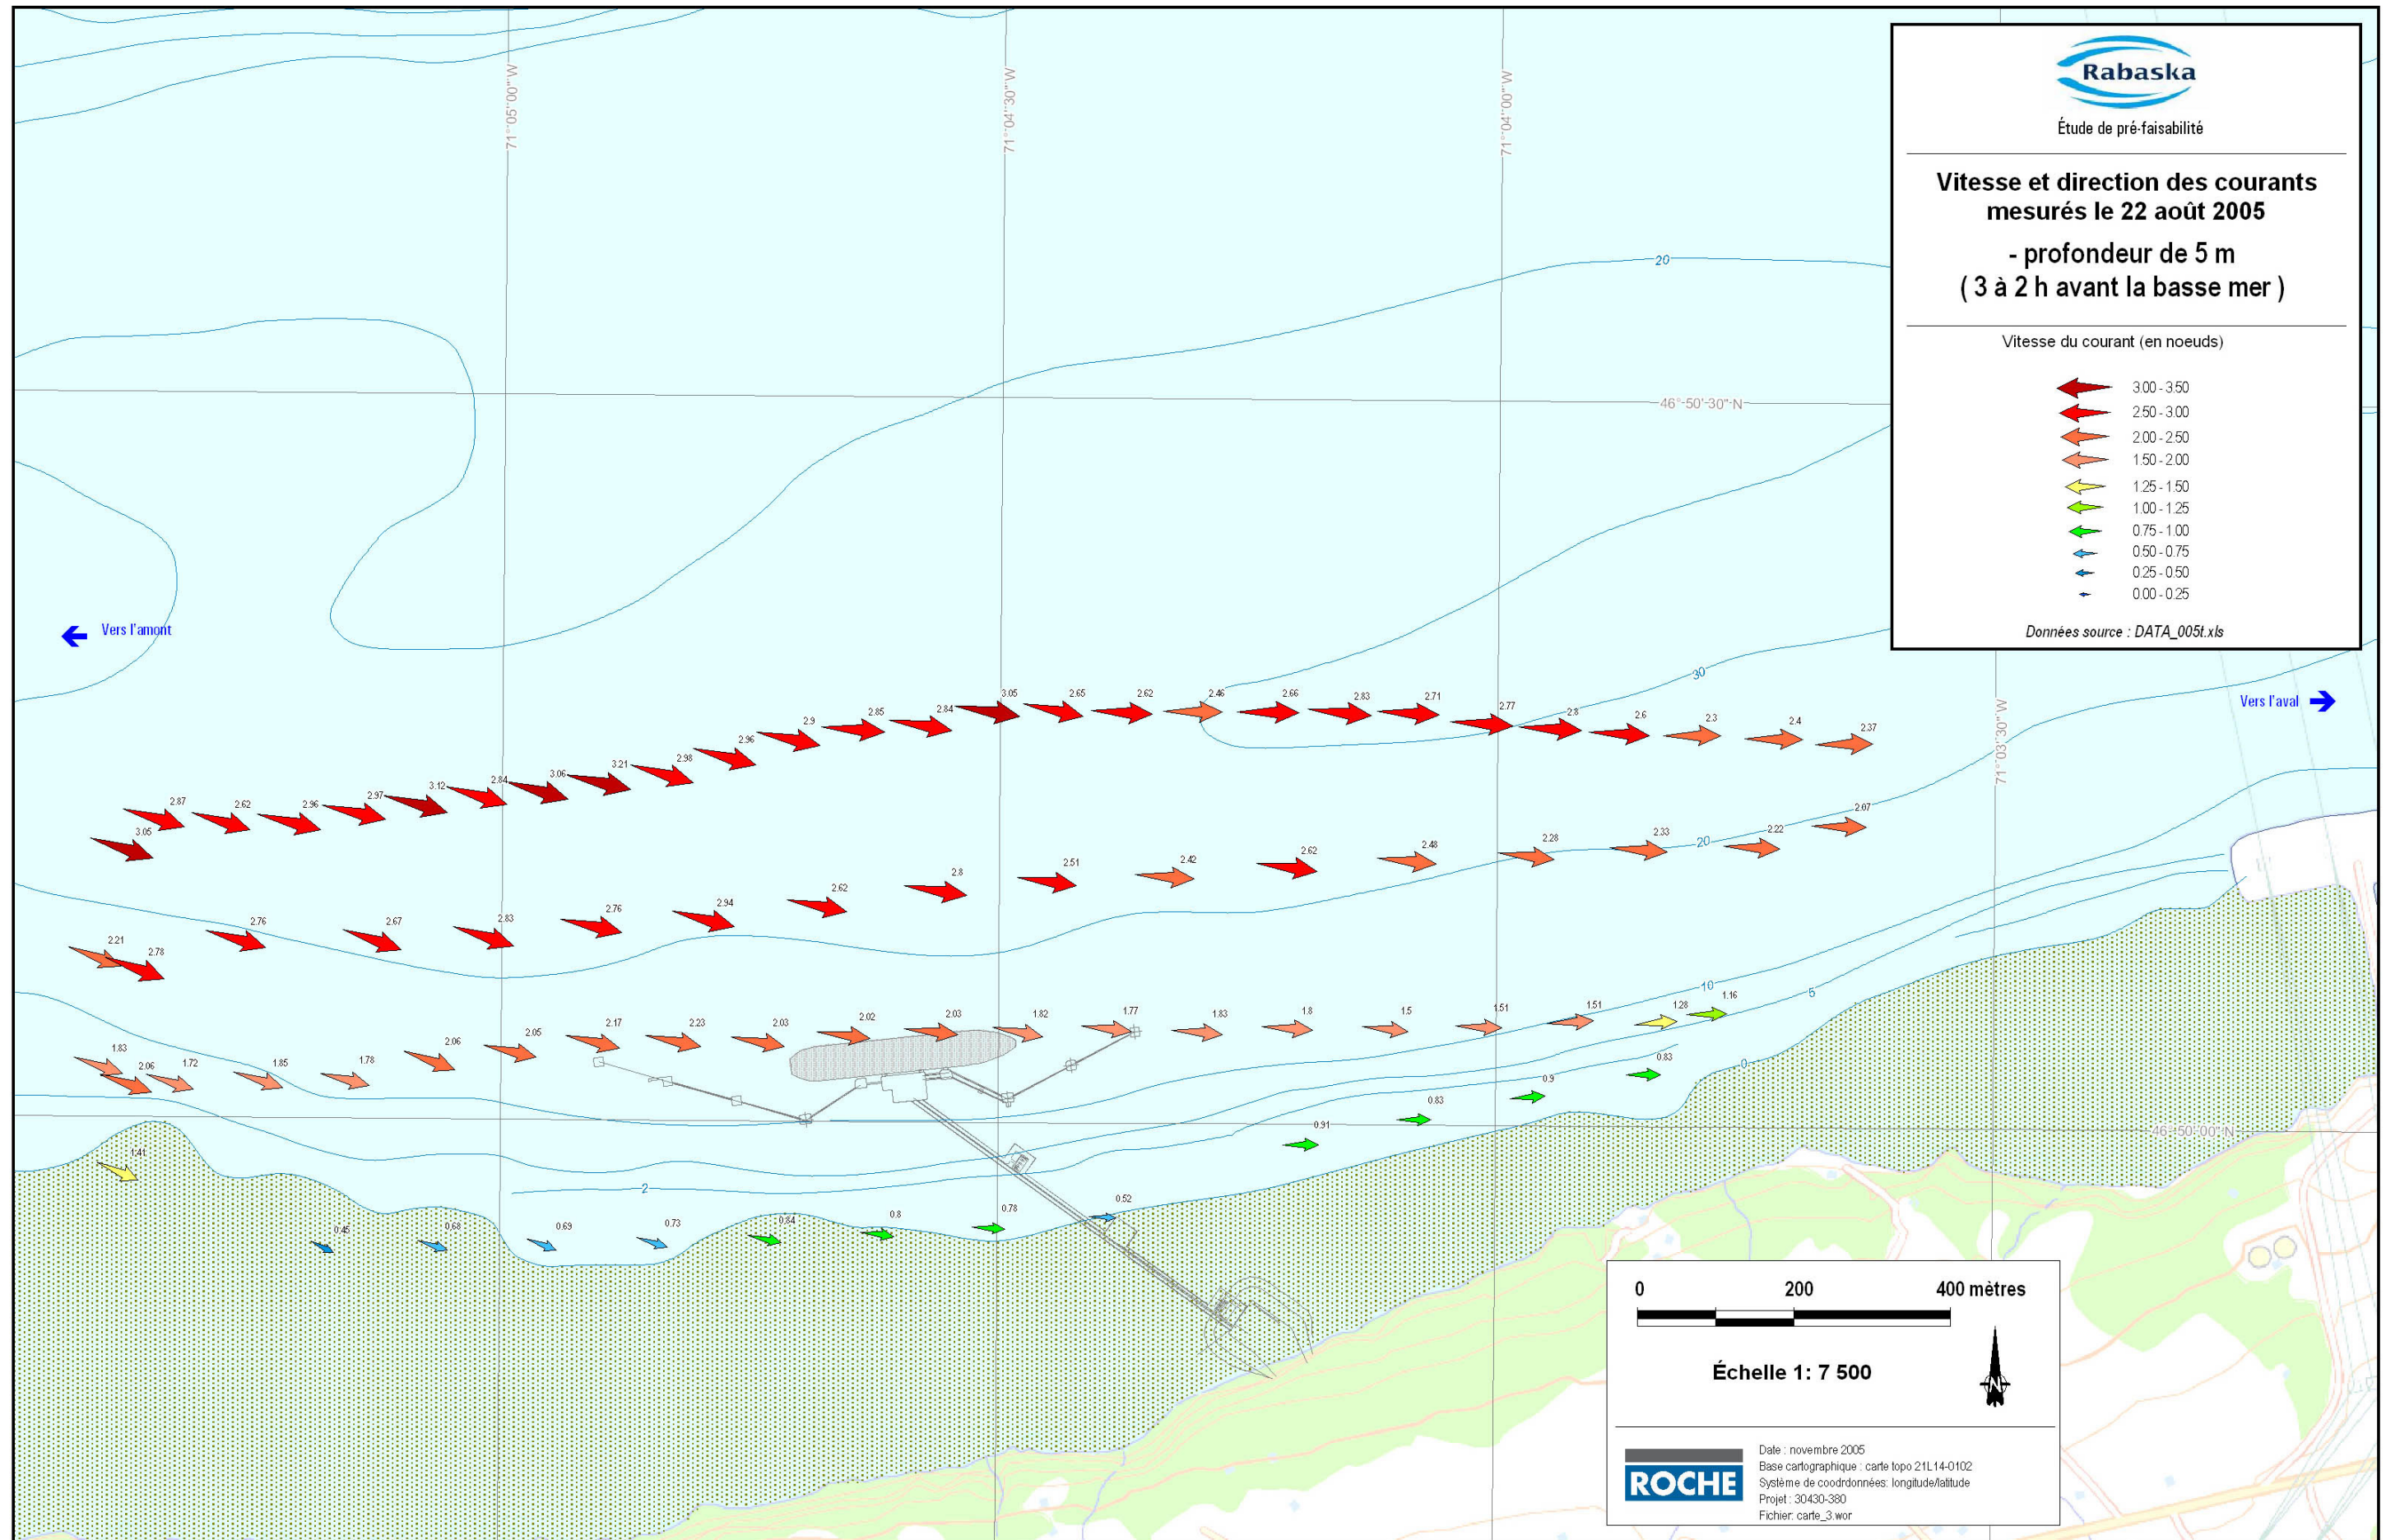 71°05'00"W
71°04'30"W
71°04'00"W
Rabaska
Étude de pré-faisabilité
Vitesse et direction des courants
mesurés le 22 août 2005
- profondeur de 5 m
( 3 à 2 h avant la basse mer )
Vitesse du courant (en noeuds)
3.00 - 3.50
2.50 - 3.00
2.00 - 2.50
1.50 - 2.00
1.25 - 1.50
1.00 - 1.25
0.75 - 1.00
0.50 - 0.75
0.25 - 0.50
0.00 - 0.25
Données source : DATA_005t.xls
20
46°50'30"N
Vers l'amont
30
Vers l'aval
71°03'30"W
3.05
2.87
2.62
2.96
2.97
3.12
2.84
3.06
3.21
2.98
2.96
2.9
2.85
2.84
3.05
2.65
2.62
2.46
2.66
2.83
2.71
2.77
2.8
2.6
2.3
2.4
2.37
2.21
2.78
2.76
2.67
2.83
2.76
2.94
2.62
2.8
2.51
2.42
2.62
2.48
2.28
2.33
20
2.22
2.07
1.83
2.06
1.72
1.85
1.78
2.06
2.05
2.17
2.23
2.03
2.02
2.03
1.82
1.77
1.83
1.8
1.5
1.51
1.51
1.28
1.16
10
5
0.91
0.83
0.9
0.83
0
46°50'00"N
1.41
2
0.45
0.68
0.69
0.73
0.84
0.8
0.78
0.52
0 200 400 mètres
Échelle 1: 7 500
N
ROCHE
Date : novembre 2005
Base cartographique : carte topo 21L14-0102
Système de coodrdonnées: longitude/latitude
Projet : 30430-380
Fichier: carte_3.wor